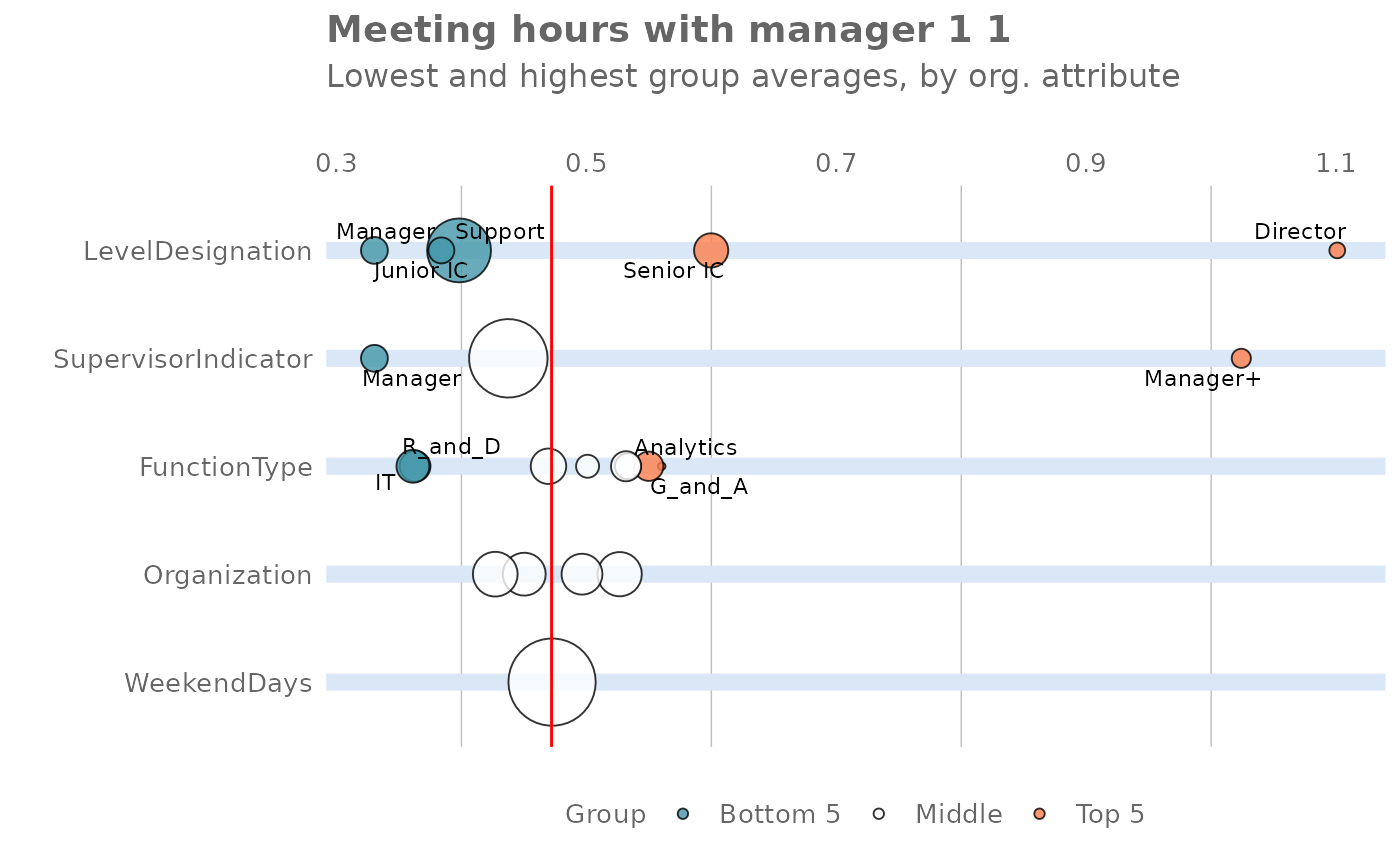 Meeting hours with manager 1 1
Lowest and highest group averages, by org. attribute
0.3 0.5 0.7 0.9 1.1
LevelDesignation
Manager
Support
Junior IC
Senior IC
Director
SupervisorIndicator
Manager
Manager+
FunctionType
R_and_D
IT
Analytics
G_and_A
Organization
WeekendDays
Group Bottom 5 Middle Top 5